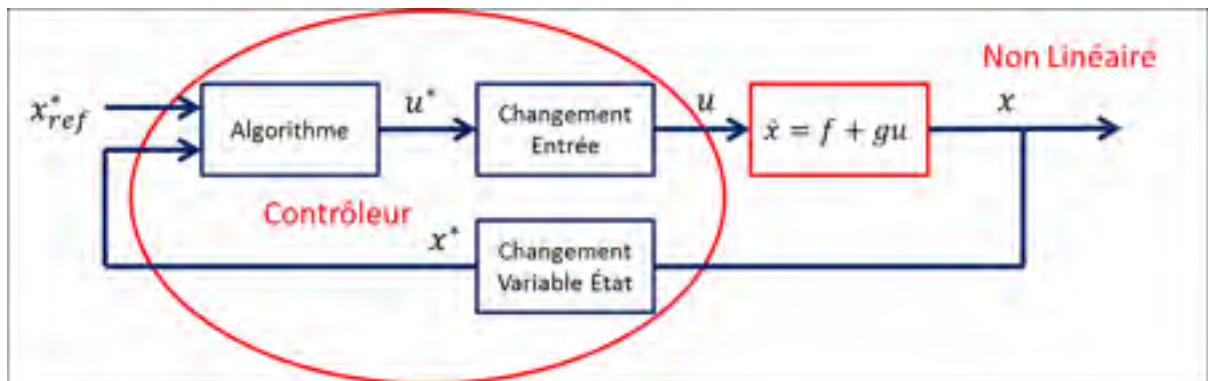 Non Linéaire
x*ref
Algorithme
u*
Changement
Entrée
u
ẋ = f + gu
x
Contrôleur
x*
Changement
Variable État